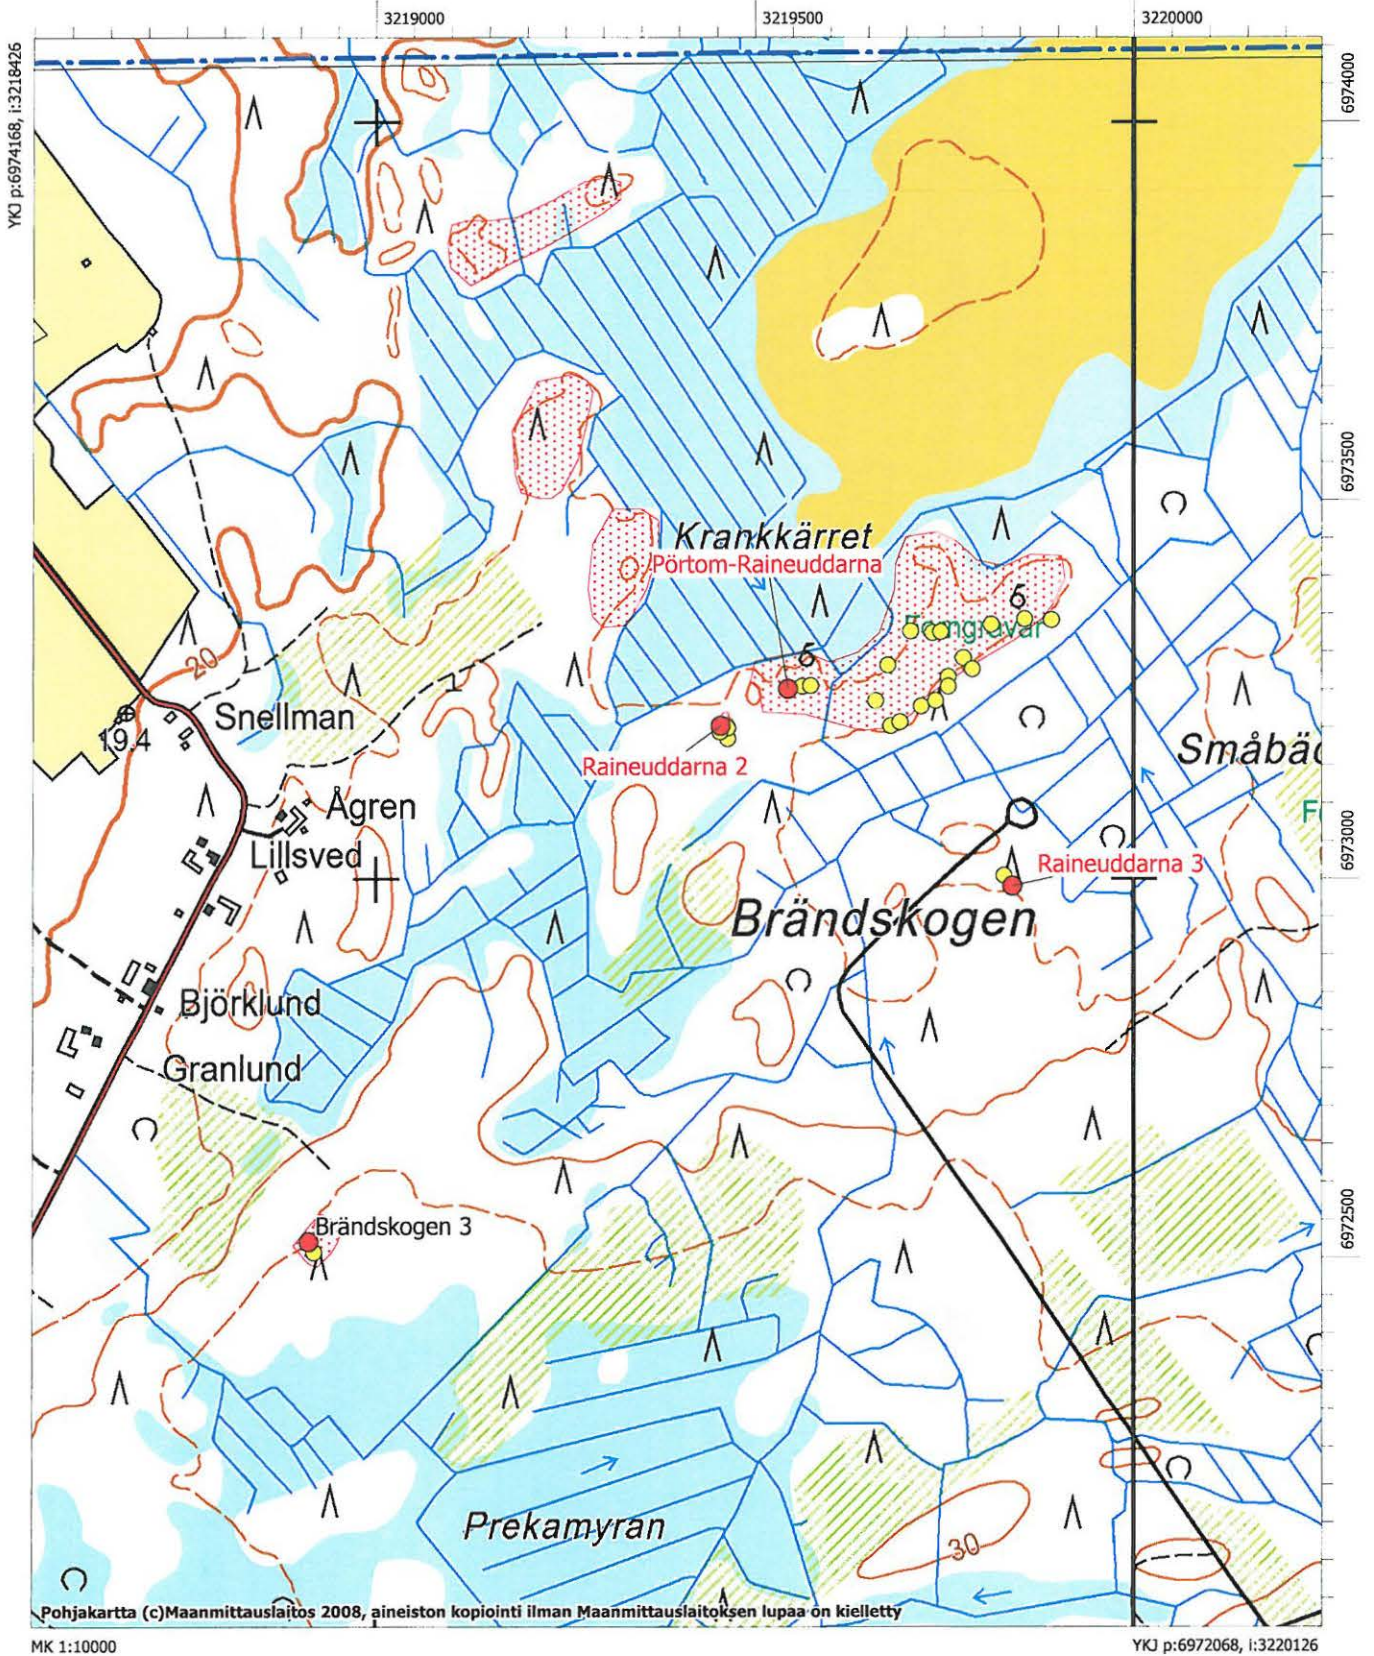 3219000
3219500
3220000
YKJ p:6974168, i:3218426
6974000
6973500
Krankkärret
Pörtom-Raineuddarna
6
Forngravar
6
20
Snellman
19.4
Småbäc
Raineuddarna 2
Ågren
Lillsved
6973000
Raineuddarna 3
Brändskogen
Björklund
Granlund
6972500
Brändskogen 3
Prekamyran
30
Pohjakartta (c)Maanmittauslaitos 2008, aineiston kopiointi ilman Maanmittauslaitoksen lupaa on kielletty
MK 1:10000
YKJ p:6972068, i:3220126